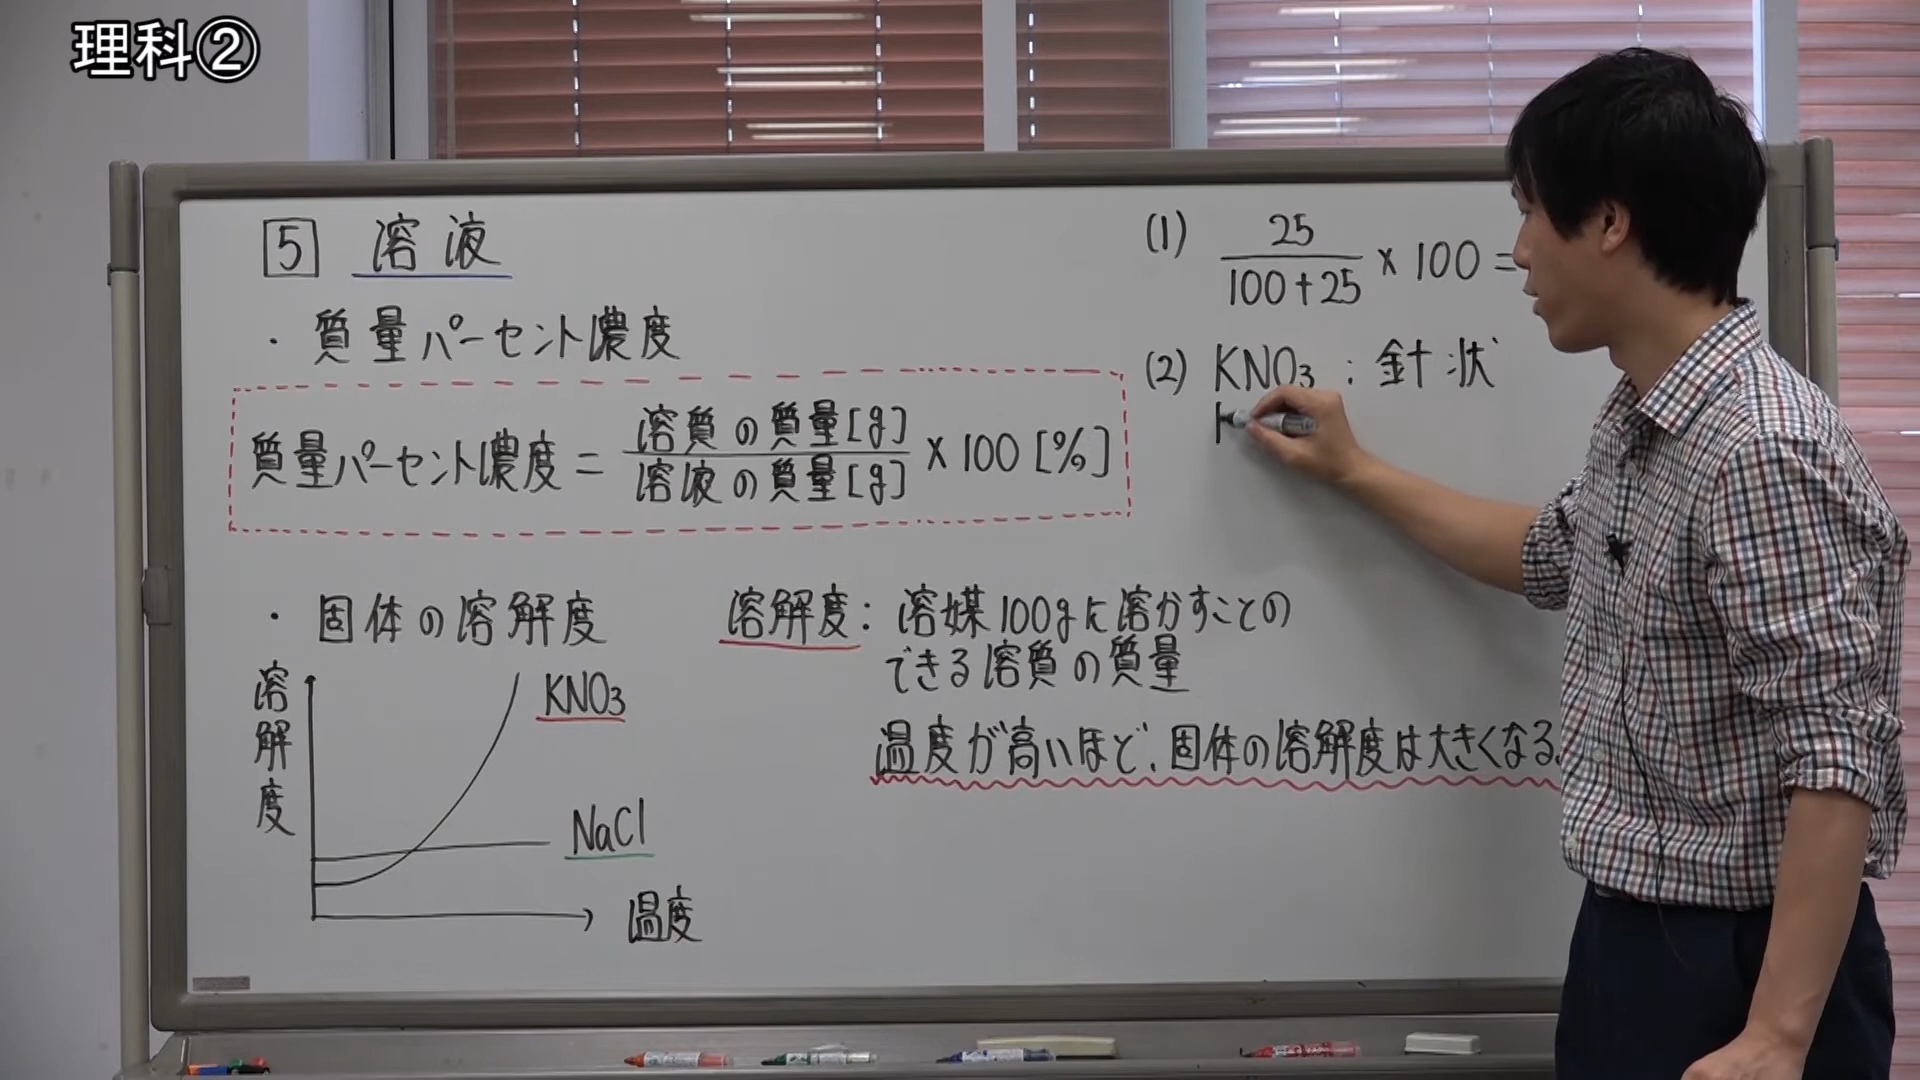 理科②
5 溶液
・質量パーセント濃度
質量パーセント濃度 = 溶質の質量[g] / 溶液の質量[g] × 100 [%]
・固体の溶解度
溶解度
KNO₃
NaCl
温度
溶解度: 溶媒100gに溶かすことの
できる溶質の質量
温度が高いほど、固体の溶解度は大きくなる。
(1) 25 / 100+25 × 100 =
(2) KNO₃ : 針状